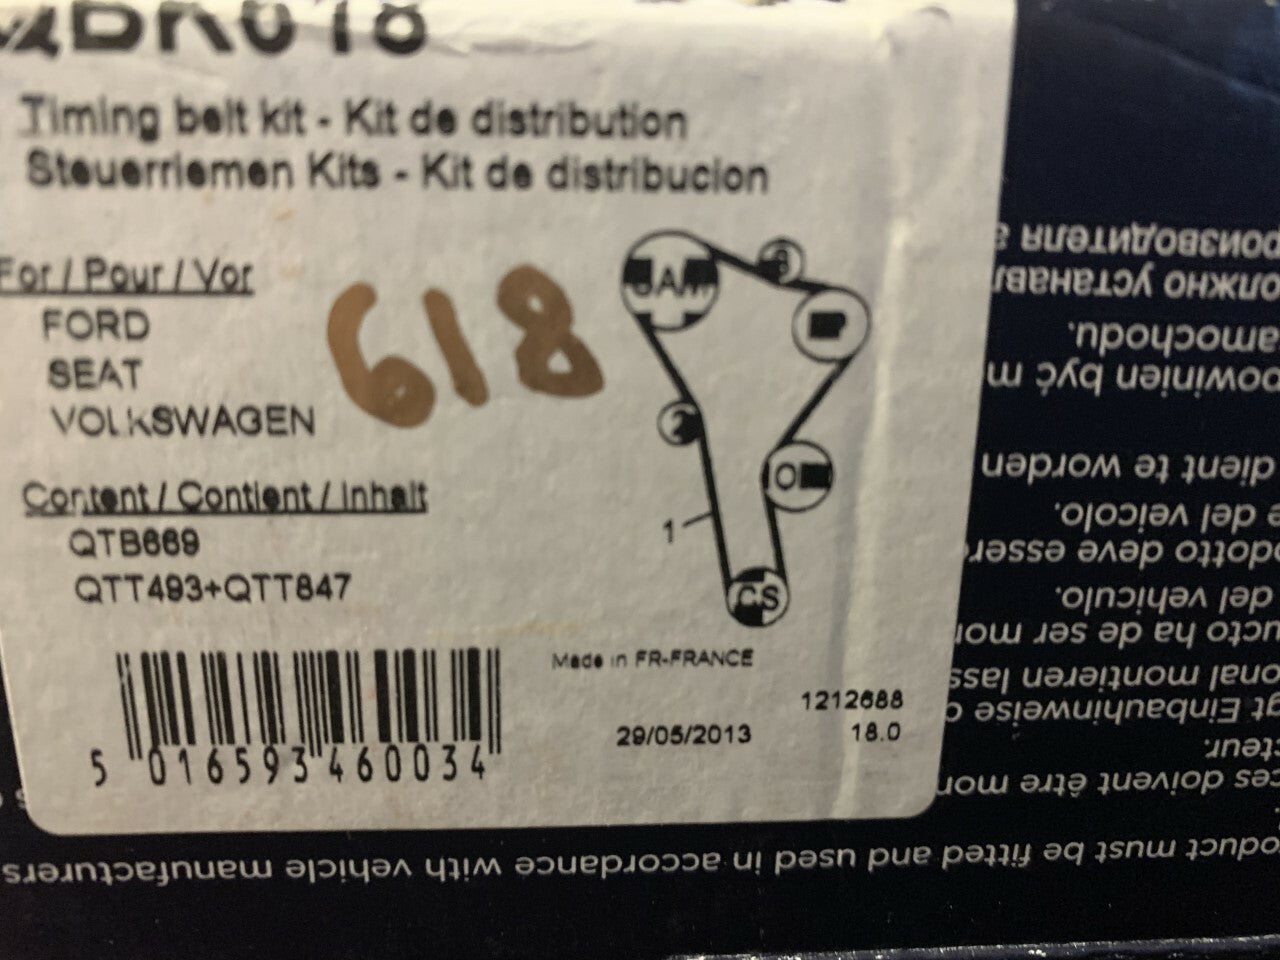 Timing belt kit - Kit de distribution
Steuerriemen Kits - Kit de distribucion
For / Pour / Vor
FORD
SEAT
VOLKSWAGEN
618
Content / Contient / Inhalt
QTB669
QTT493+QTT847
CAM
3
2
1
CS
Made in FR-FRANCE
1212688
29/05/2013
18.0
5 016593 460034
oduct must be fitted and used in accordance with vehicle manufacturers
ces doivent être mon
cteur.
gt Einbauhinweise
onal montieren lass
ucto ha de ser mon
del vehiculo.
odotto deve esser
e del veicolo.
dient te worden
powinien być m
amochodu.
олжно устанавл
роизводителя а